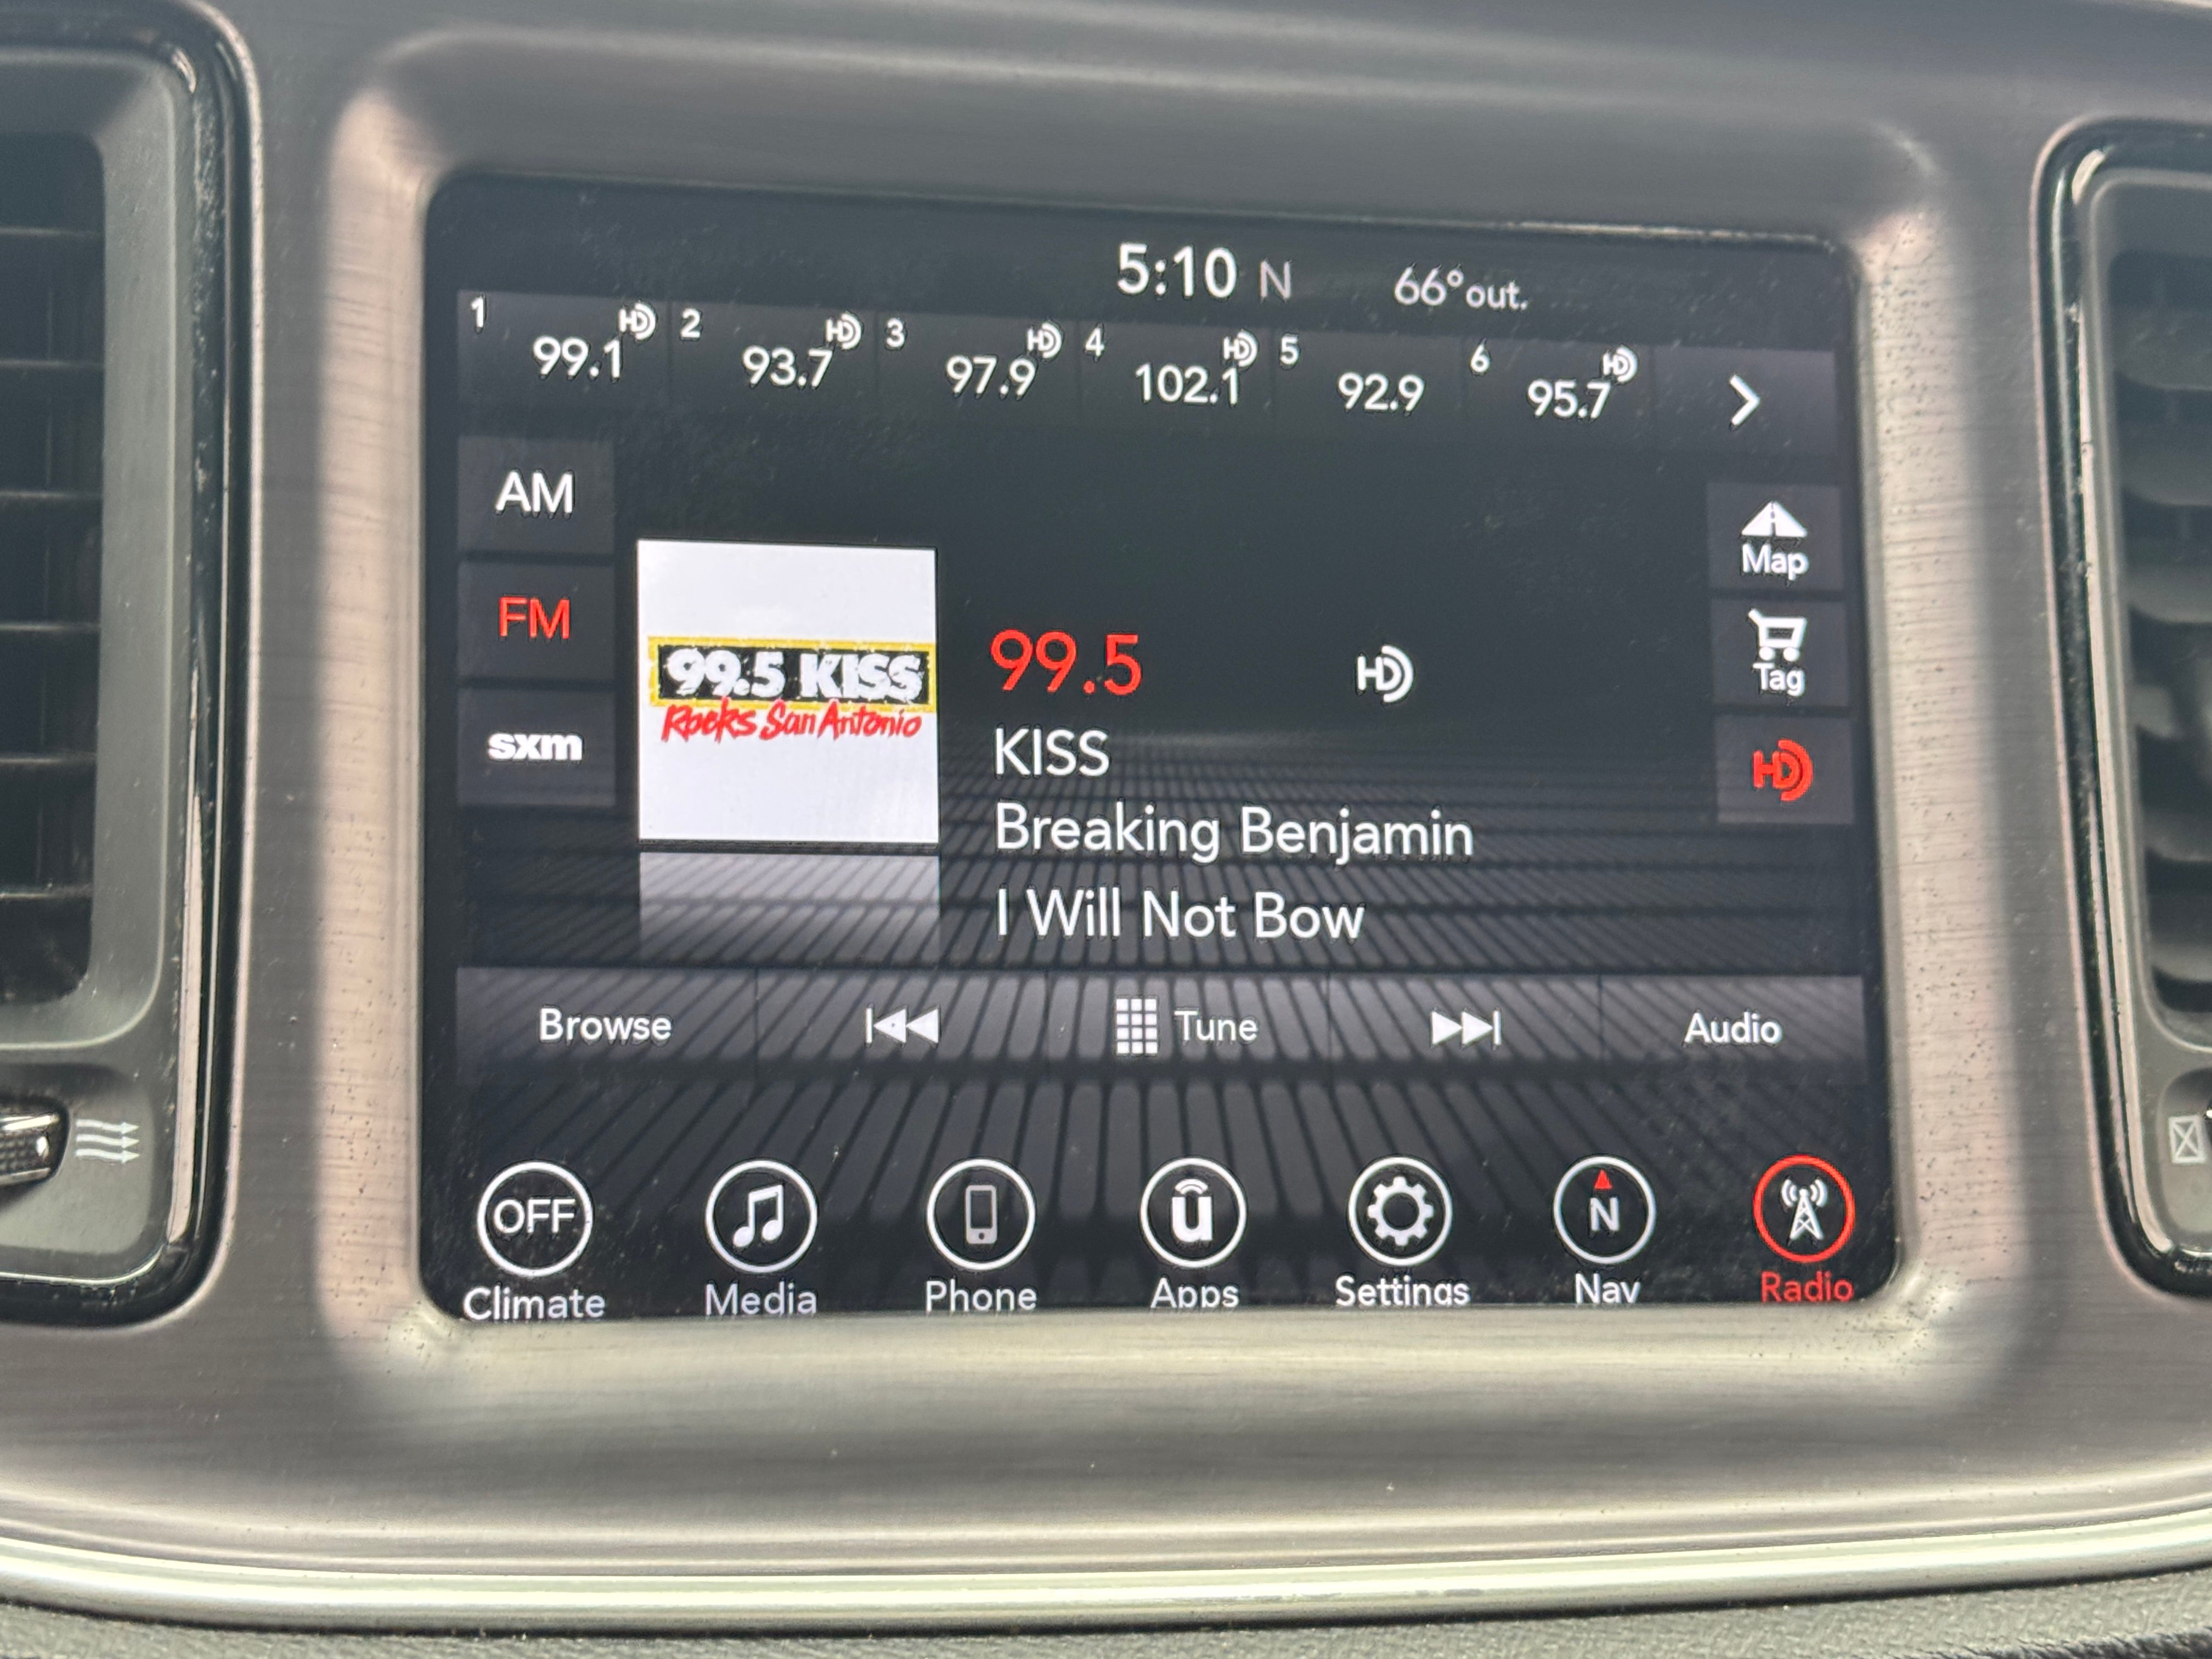 5:10 N 66°out.
1 99.1 HD 2 93.7 HD 3 97.9 HD 4 102.1 HD 5 92.9 6 95.7 HD
AM
Map
FM
99.5 KISS
Rocks San Antonio
99.5 HD
Tag
sxm
KISS
HD
Breaking Benjamin
I Will Not Bow
Browse Tune Audio
OFF ū N
Climate Media Phone Apps Settings Nav Radio